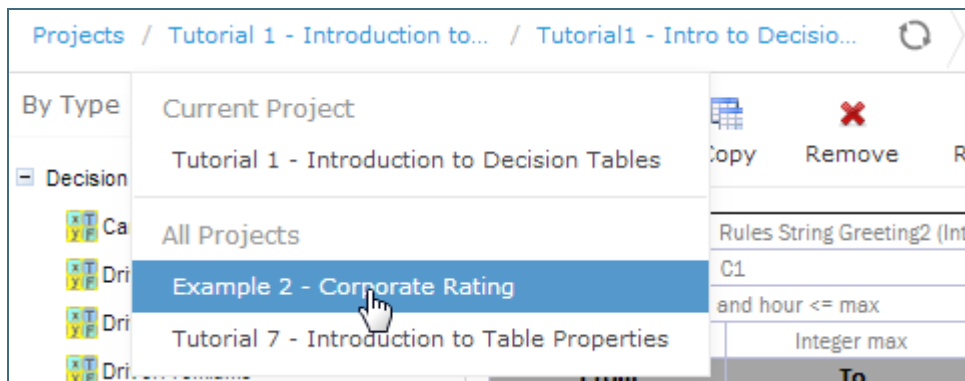 Projects / Tutorial 1 - Introduction to... / Tutorial1 - Intro to Decisio...
By Type
Current Project
Tutorial 1 - Introduction to Decision Tables
Copy Remove
Decision
All Projects
Rules String Greeting2 (Int
C1
Example 2 - Corporate Rating
and hour <= max
Tutorial 7 - Introduction to Table Properties
Integer max
To